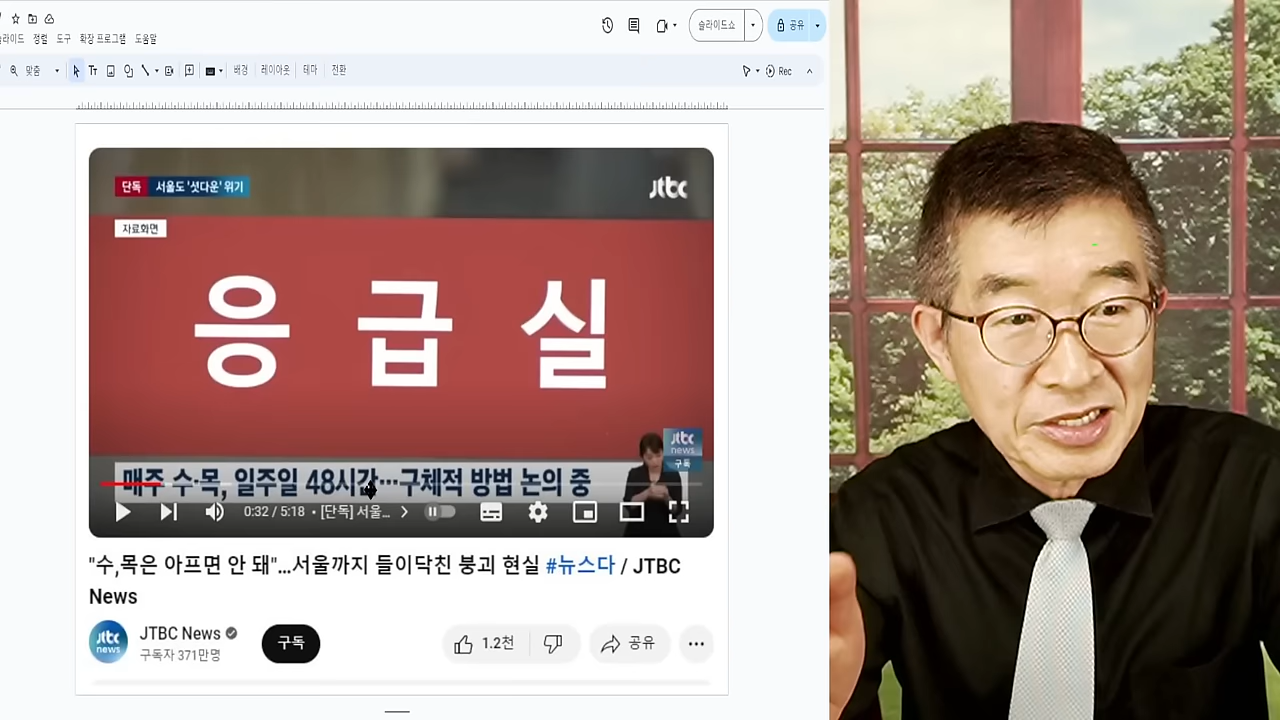 라이드 정렬 도구 확장 프로그램 도움말
슬라이드쇼
공유
맞춤
Tт
배경 레이아웃 테마 전환
Rec
단독 서울도 '셧다운' 위기
jtbc
자료화면
응급실
jtbc
news
구독
매주 수·목, 일주일 48시간…구체적 방법 논의 중
0:32 / 5:18 • [단독] 서울...
"수,목은 아프면 안 돼"...서울까지 들이닥친 붕괴 현실 #뉴스다 / JTBC
News
jtbc
news
JTBC News
구독자 371만명
구독
1.2천
공유